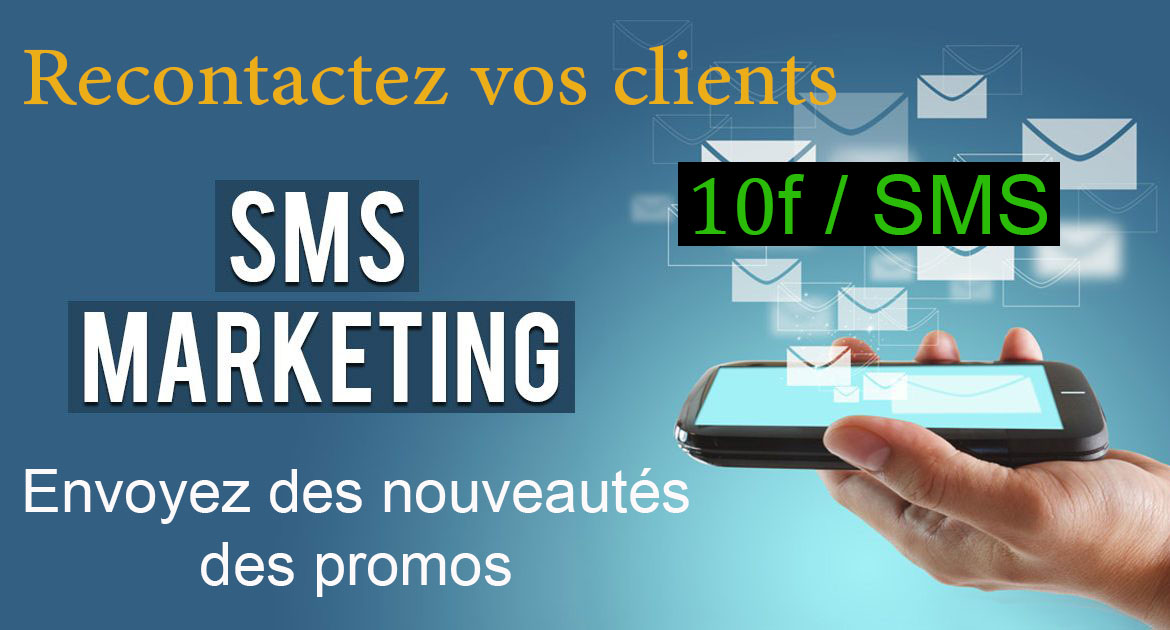 Recontactez vos clients
10f / SMS
SMS
MARKETING
Envoyez des nouveautés
des promos